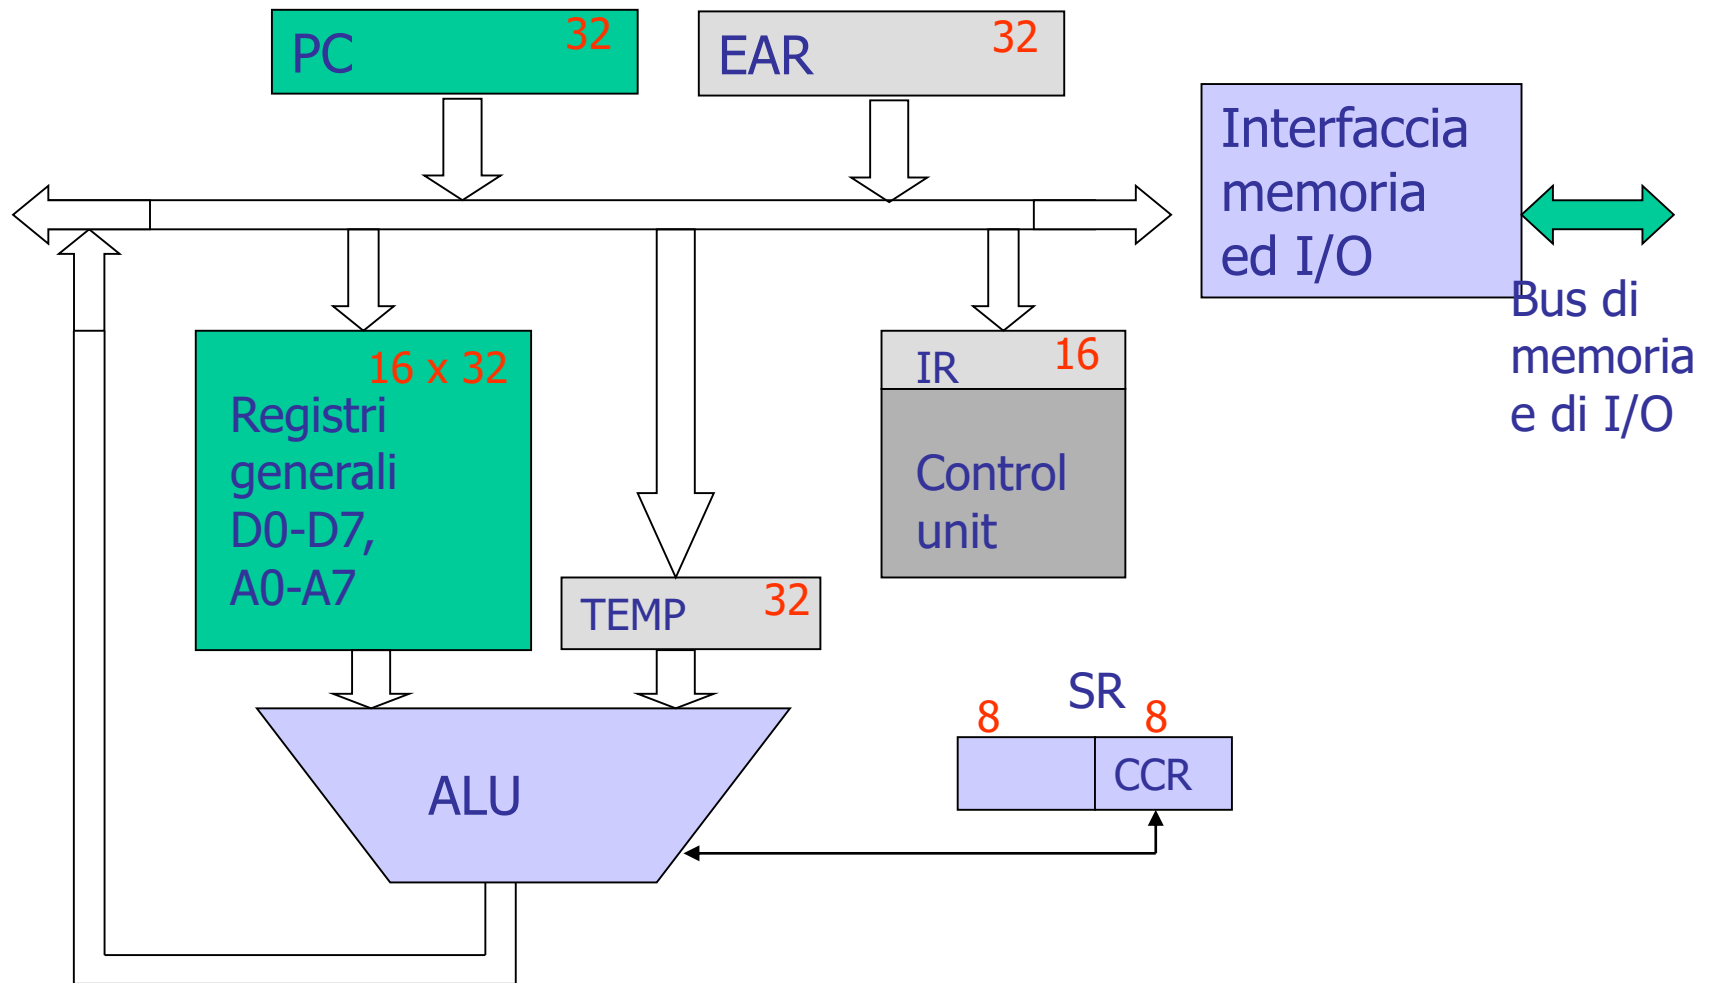 PC
32
EAR
32
Interfaccia
memoria
ed I/O
Bus di
memoria
e di I/O
16 x 32
Registri
generali
D0-D7,
A0-A7
IR
16
Control
unit
TEMP
32
SR
8
8
CCR
ALU